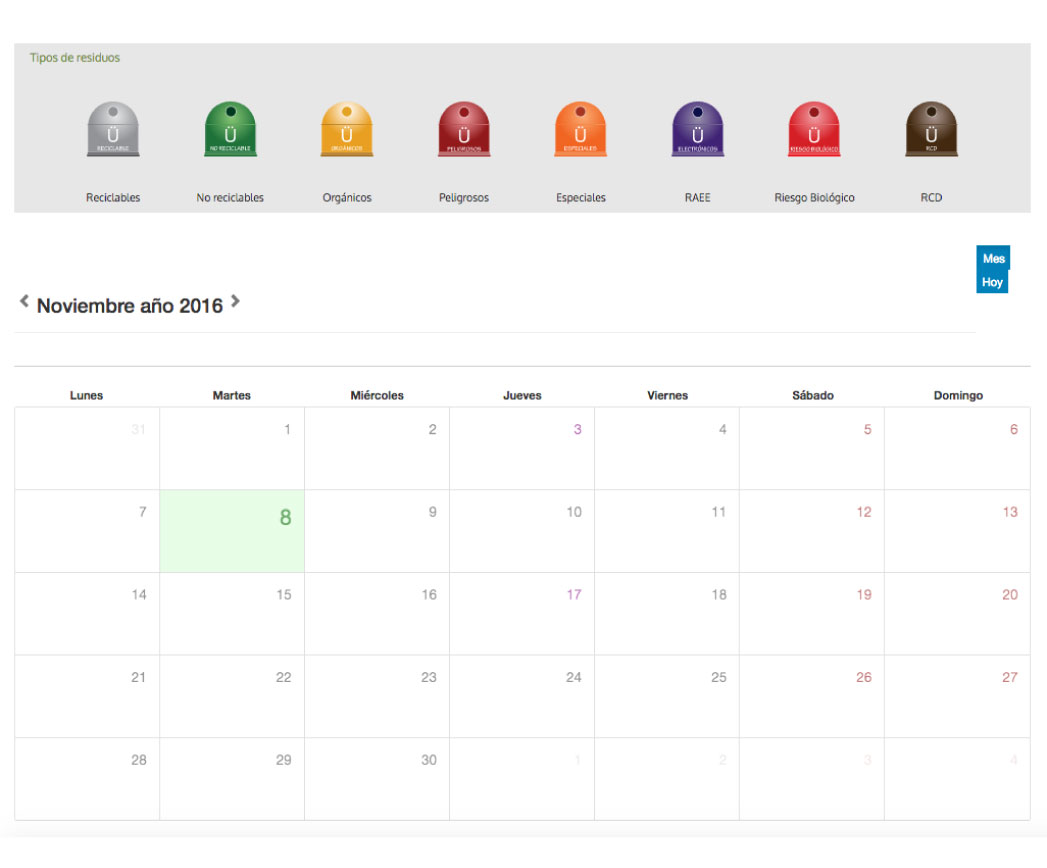 Tipos de residuos
Ü Ü Ü Ü Ü Ü Ü Ü
RECICLABLE NO RECICLABLE ORGÁNICOS PELIGROSOS ESPECIALES ELECTRÓNICOS RIESGO BIOLÓGICO RCD
Reciclables No reciclables Orgánicos Peligrosos Especiales RAEE Riesgo Biológico RCD
Mes
Hoy
Noviembre año 2016
Lunes Martes Miércoles Jueves Viernes Sábado Domingo
31 1 2 3 4 5 6
7 8 9 10 11 12 13
14 15 16 17 18 19 20
21 22 23 24 25 26 27
28 29 30 1 2 3 4